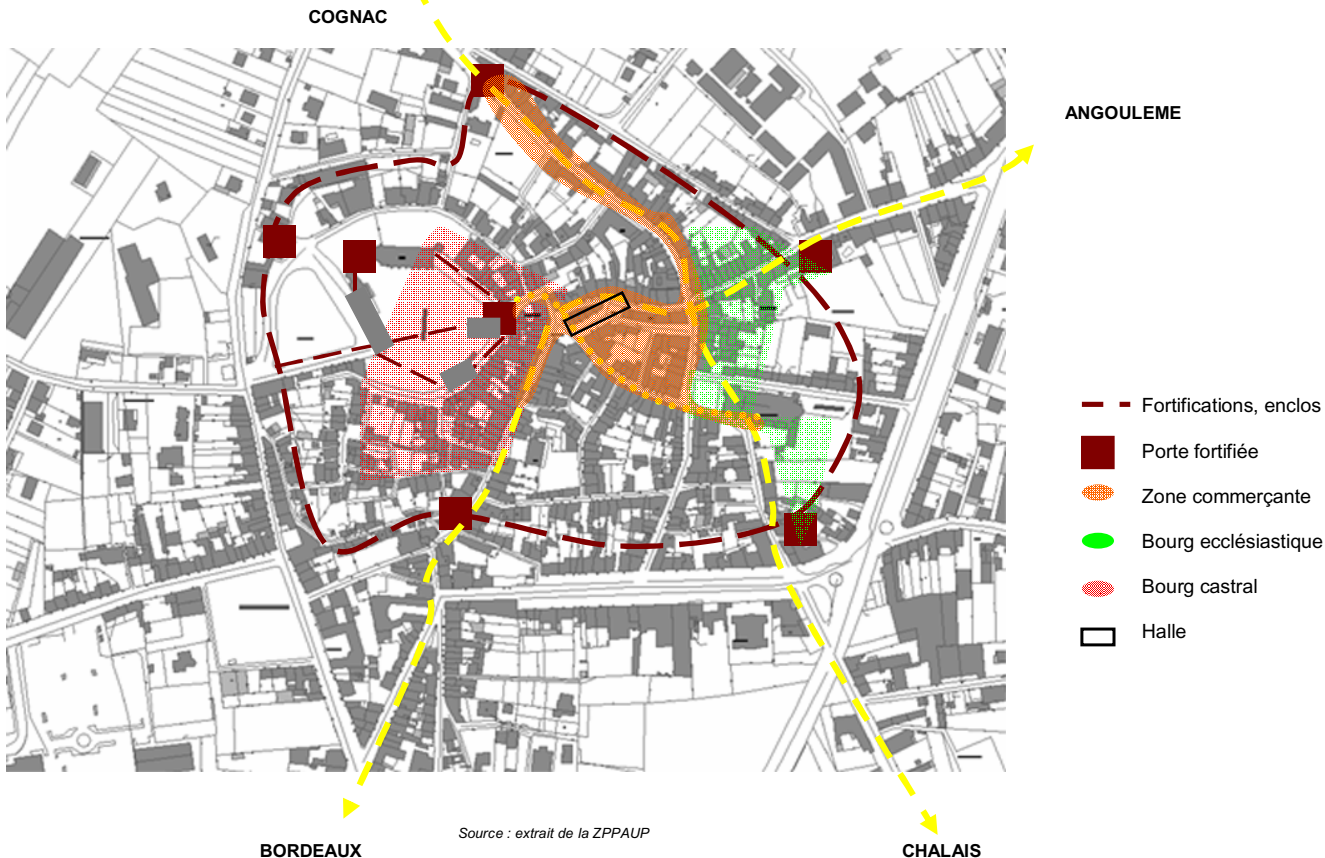 COGNAC
ANGOULEME
Fortifications, enclos
Porte fortifiée
Zone commerçante
Bourg ecclésiastique
Bourg castral
Halle
Source : extrait de la ZPPAUP
BORDEAUX
CHALAIS